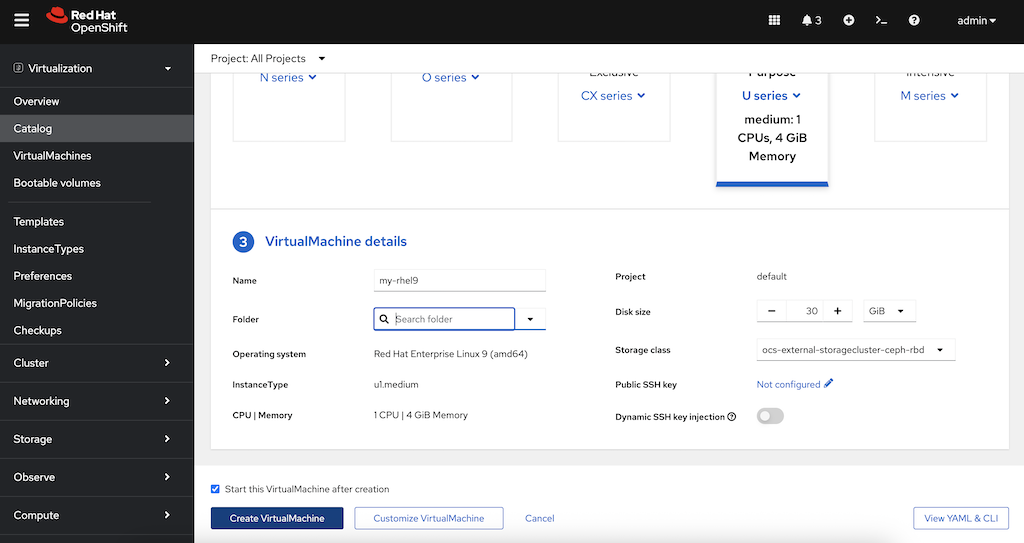 Red Hat
OpenShift
3
admin
Virtualization
Overview
Catalog
VirtualMachines
Bootable volumes
Templates
InstanceTypes
Preferences
MigrationPolicies
Checkups
Cluster
Networking
Storage
Observe
Compute
Project: All Projects
N series
O series
Exclusive
CX series
Purpose
U series
medium: 1
CPUs, 4 GiB
Memory
Intensive
M series
3 VirtualMachine details
Name
my-rhel9
Folder
Search folder
Operating system
Red Hat Enterprise Linux 9 (amd64)
InstanceType
u1.medium
CPU | Memory
1 CPU | 4 GiB Memory
Project
default
Disk size
30
GiB
Storage class
ocs-external-storagecluster-ceph-rbd
Public SSH key
Not configured
Dynamic SSH key injection
Start this VirtualMachine after creation
Create VirtualMachine
Customize VirtualMachine
Cancel
View YAML & CLI